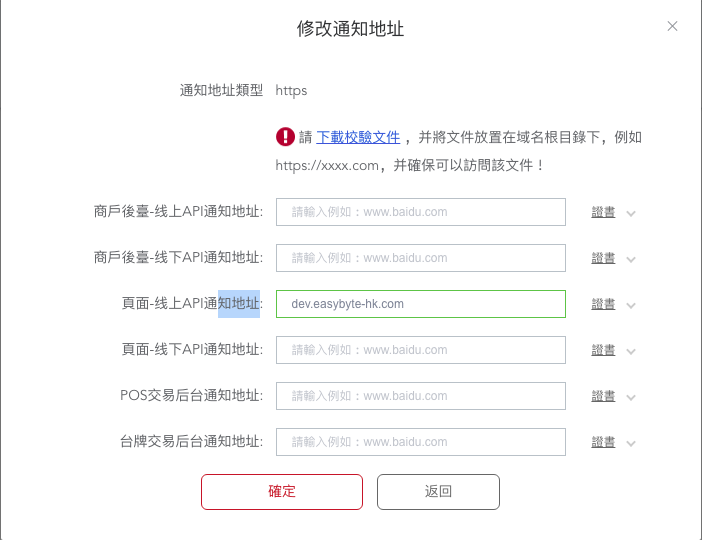 修改通知地址
通知地址類型 https
請 下載校驗文件 ，并將文件放置在域名根目錄下，例如
https://xxxx.com，并確保可以訪問該文件！
商戶後臺-线上API通知地址: 請輸入例如：www.baidu.com 證書
商戶後臺-线下API通知地址: 請輸入例如：www.baidu.com 證書
頁面-线上API通知地址: dev.easybyte-hk.com 證書
頁面-线下API通知地址: 請輸入例如：www.baidu.com 證書
POS交易后台通知地址: 請輸入例如：www.baidu.com 證書
台牌交易后台通知地址: 請輸入例如：www.baidu.com 證書
確定 返回